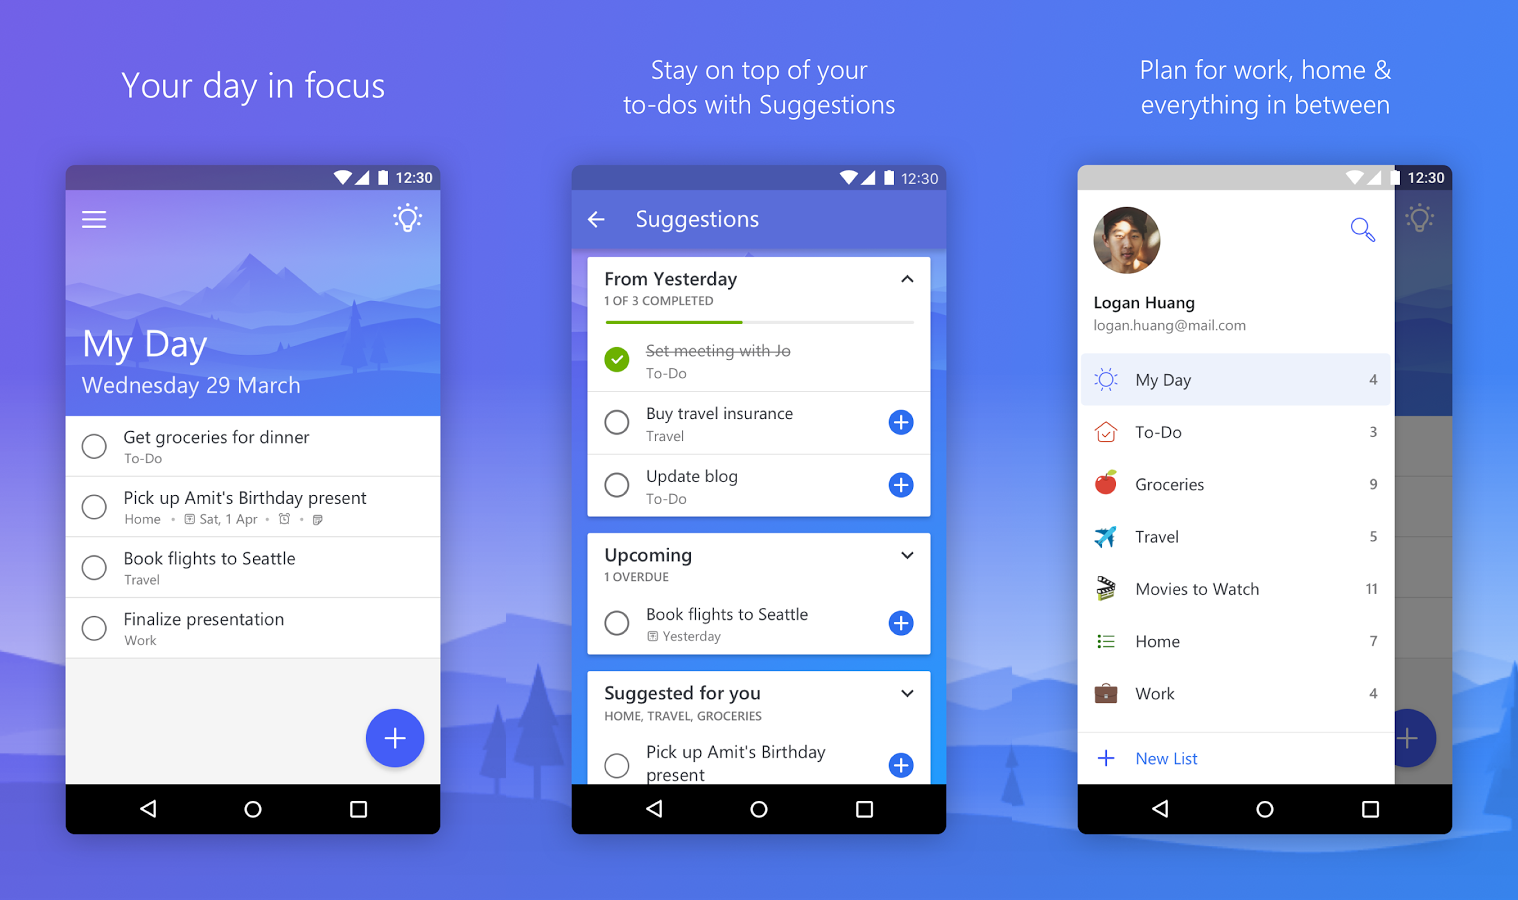 Your day in focus
12:30
My Day
Wednesday 29 March
Get groceries for dinner
To-Do
Pick up Amit's Birthday present
Home • Sat, 1 Apr • •
Book flights to Seattle
Travel
Finalize presentation
Work
Stay on top of your
to-dos with Suggestions
12:30
Suggestions
From Yesterday
1 OF 3 COMPLETED
Set meeting with Jo
To-Do
Buy travel insurance
Travel
Update blog
To-Do
Upcoming
1 OVERDUE
Book flights to Seattle
Yesterday
Suggested for you
HOME, TRAVEL, GROCERIES
Pick up Amit's Birthday
present
Plan for work, home &
everything in between
12:30
Logan Huang
logan.huang@mail.com
My Day 4
To-Do 3
Groceries 9
Travel 5
Movies to Watch 11
Home 7
Work 4
New List